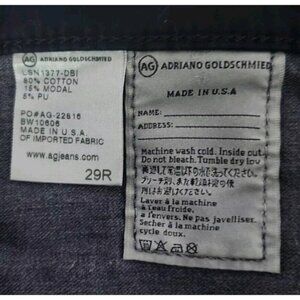 AG ADRIANO GOLDSCHMIED
LSN1377-DBI
80% COTTON
15% MODAL
5% PU
PO#AG-22816
BW10606
MADE IN U.S.A.
OF IMPORTED FABRIC
www.agjeans.com
29R
AG ADRIANO GOLDSCHMIED
MADE IN U.S.A
NAME:
ADDRESS:
Machine wash cold. Inside out.
Do not bleach. Tumble dry low.
Laver à la machine
à l'eau froide,
à l'envers. Ne pas javelliser.
Secher à la machine
cycle doux.